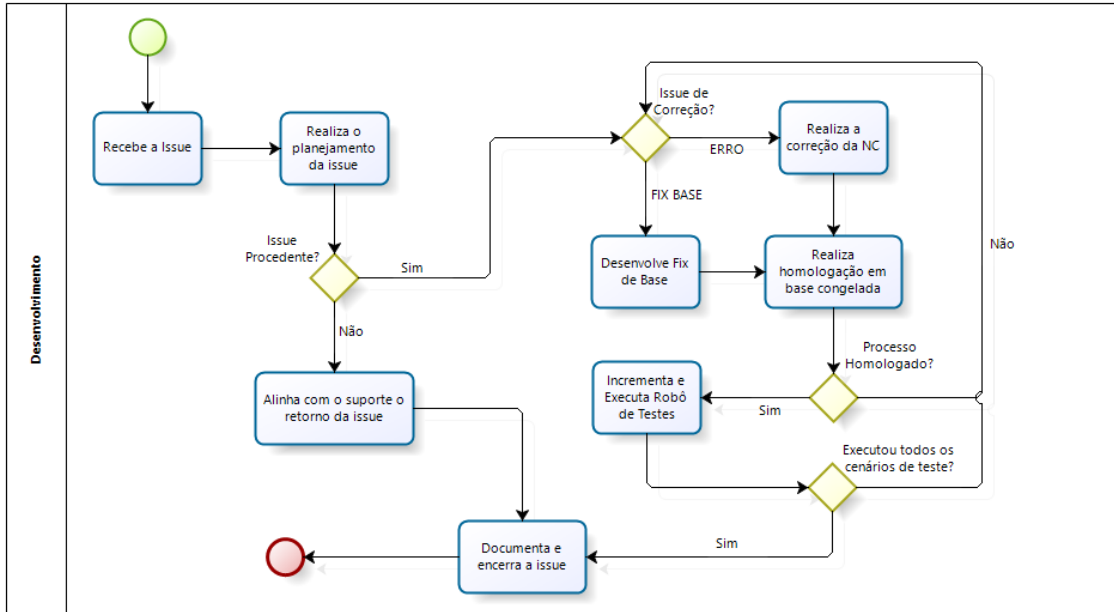 Desenvolvimento
Recebe a Issue
Realiza o
planejamento
da issue
Issue
Procedente?
Sim
Não
Alinha com o suporte o
retorno da issue
Issue de
Correção?
ERRO
Realiza a
correção da NC
FIX BASE
Desenvolve Fix
de Base
Realiza
homologação em
base congelada
Não
Processo
Homologado?
Sim
Incrementa e
Executa Robô
de Testes
Executou todos os
cenários de teste?
Sim
Documenta e
encerra a issue